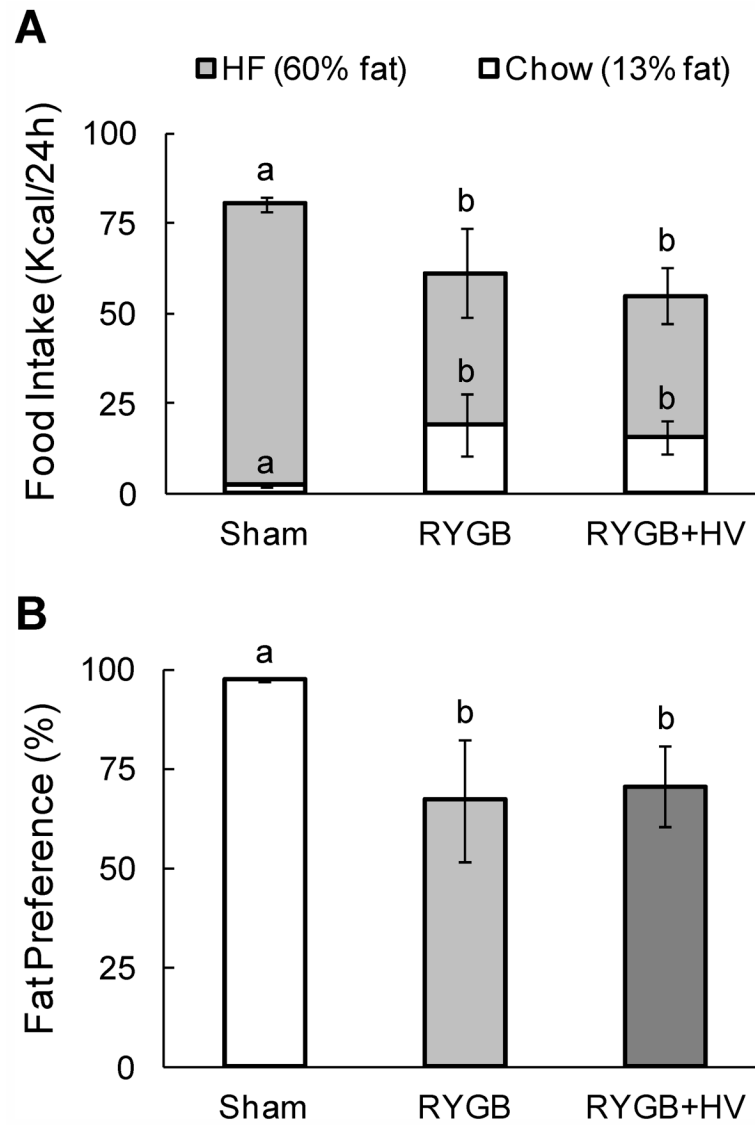 A
HF (60% fat) Chow (13% fat)
Food Intake (Kcal/24h)
100
75
50
25
0
a
b
b
a
b
b
Sham RYGB RYGB+HV
B
Fat Preference (%)
100
75
50
25
0
a
b
b
Sham RYGB RYGB+HV